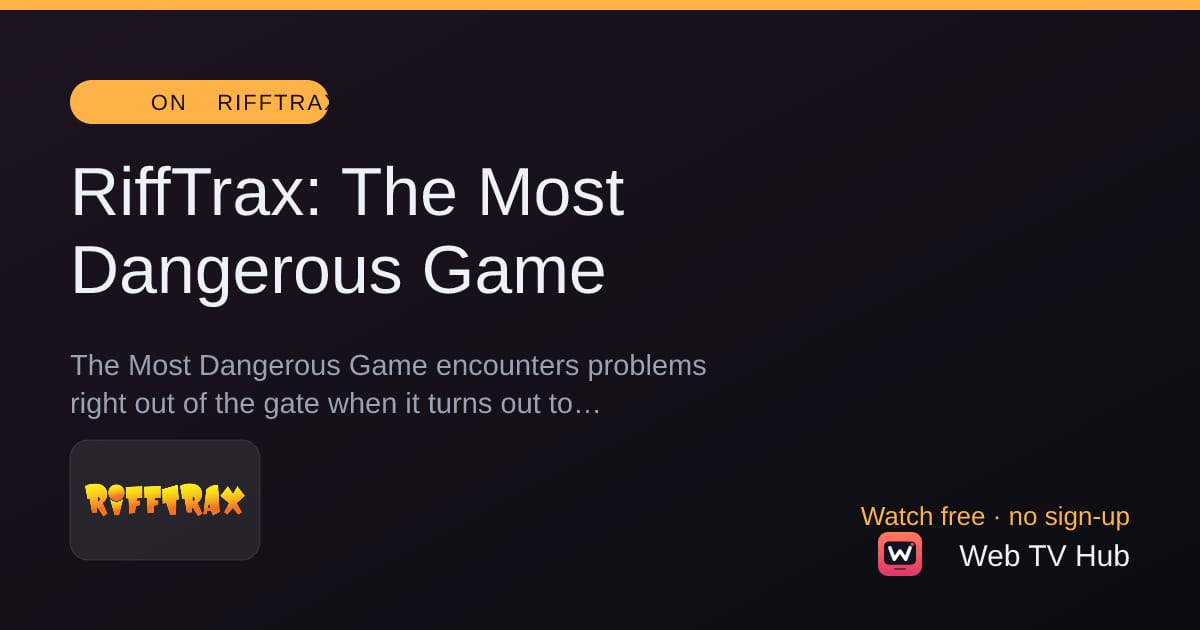 ON RIFFTRAX
RiffTrax: The Most
Dangerous Game
The Most Dangerous Game encounters problems
right out of the gate when it turns out to…
RIFFTRAX
Watch free · no sign-up
W
Web TV Hub